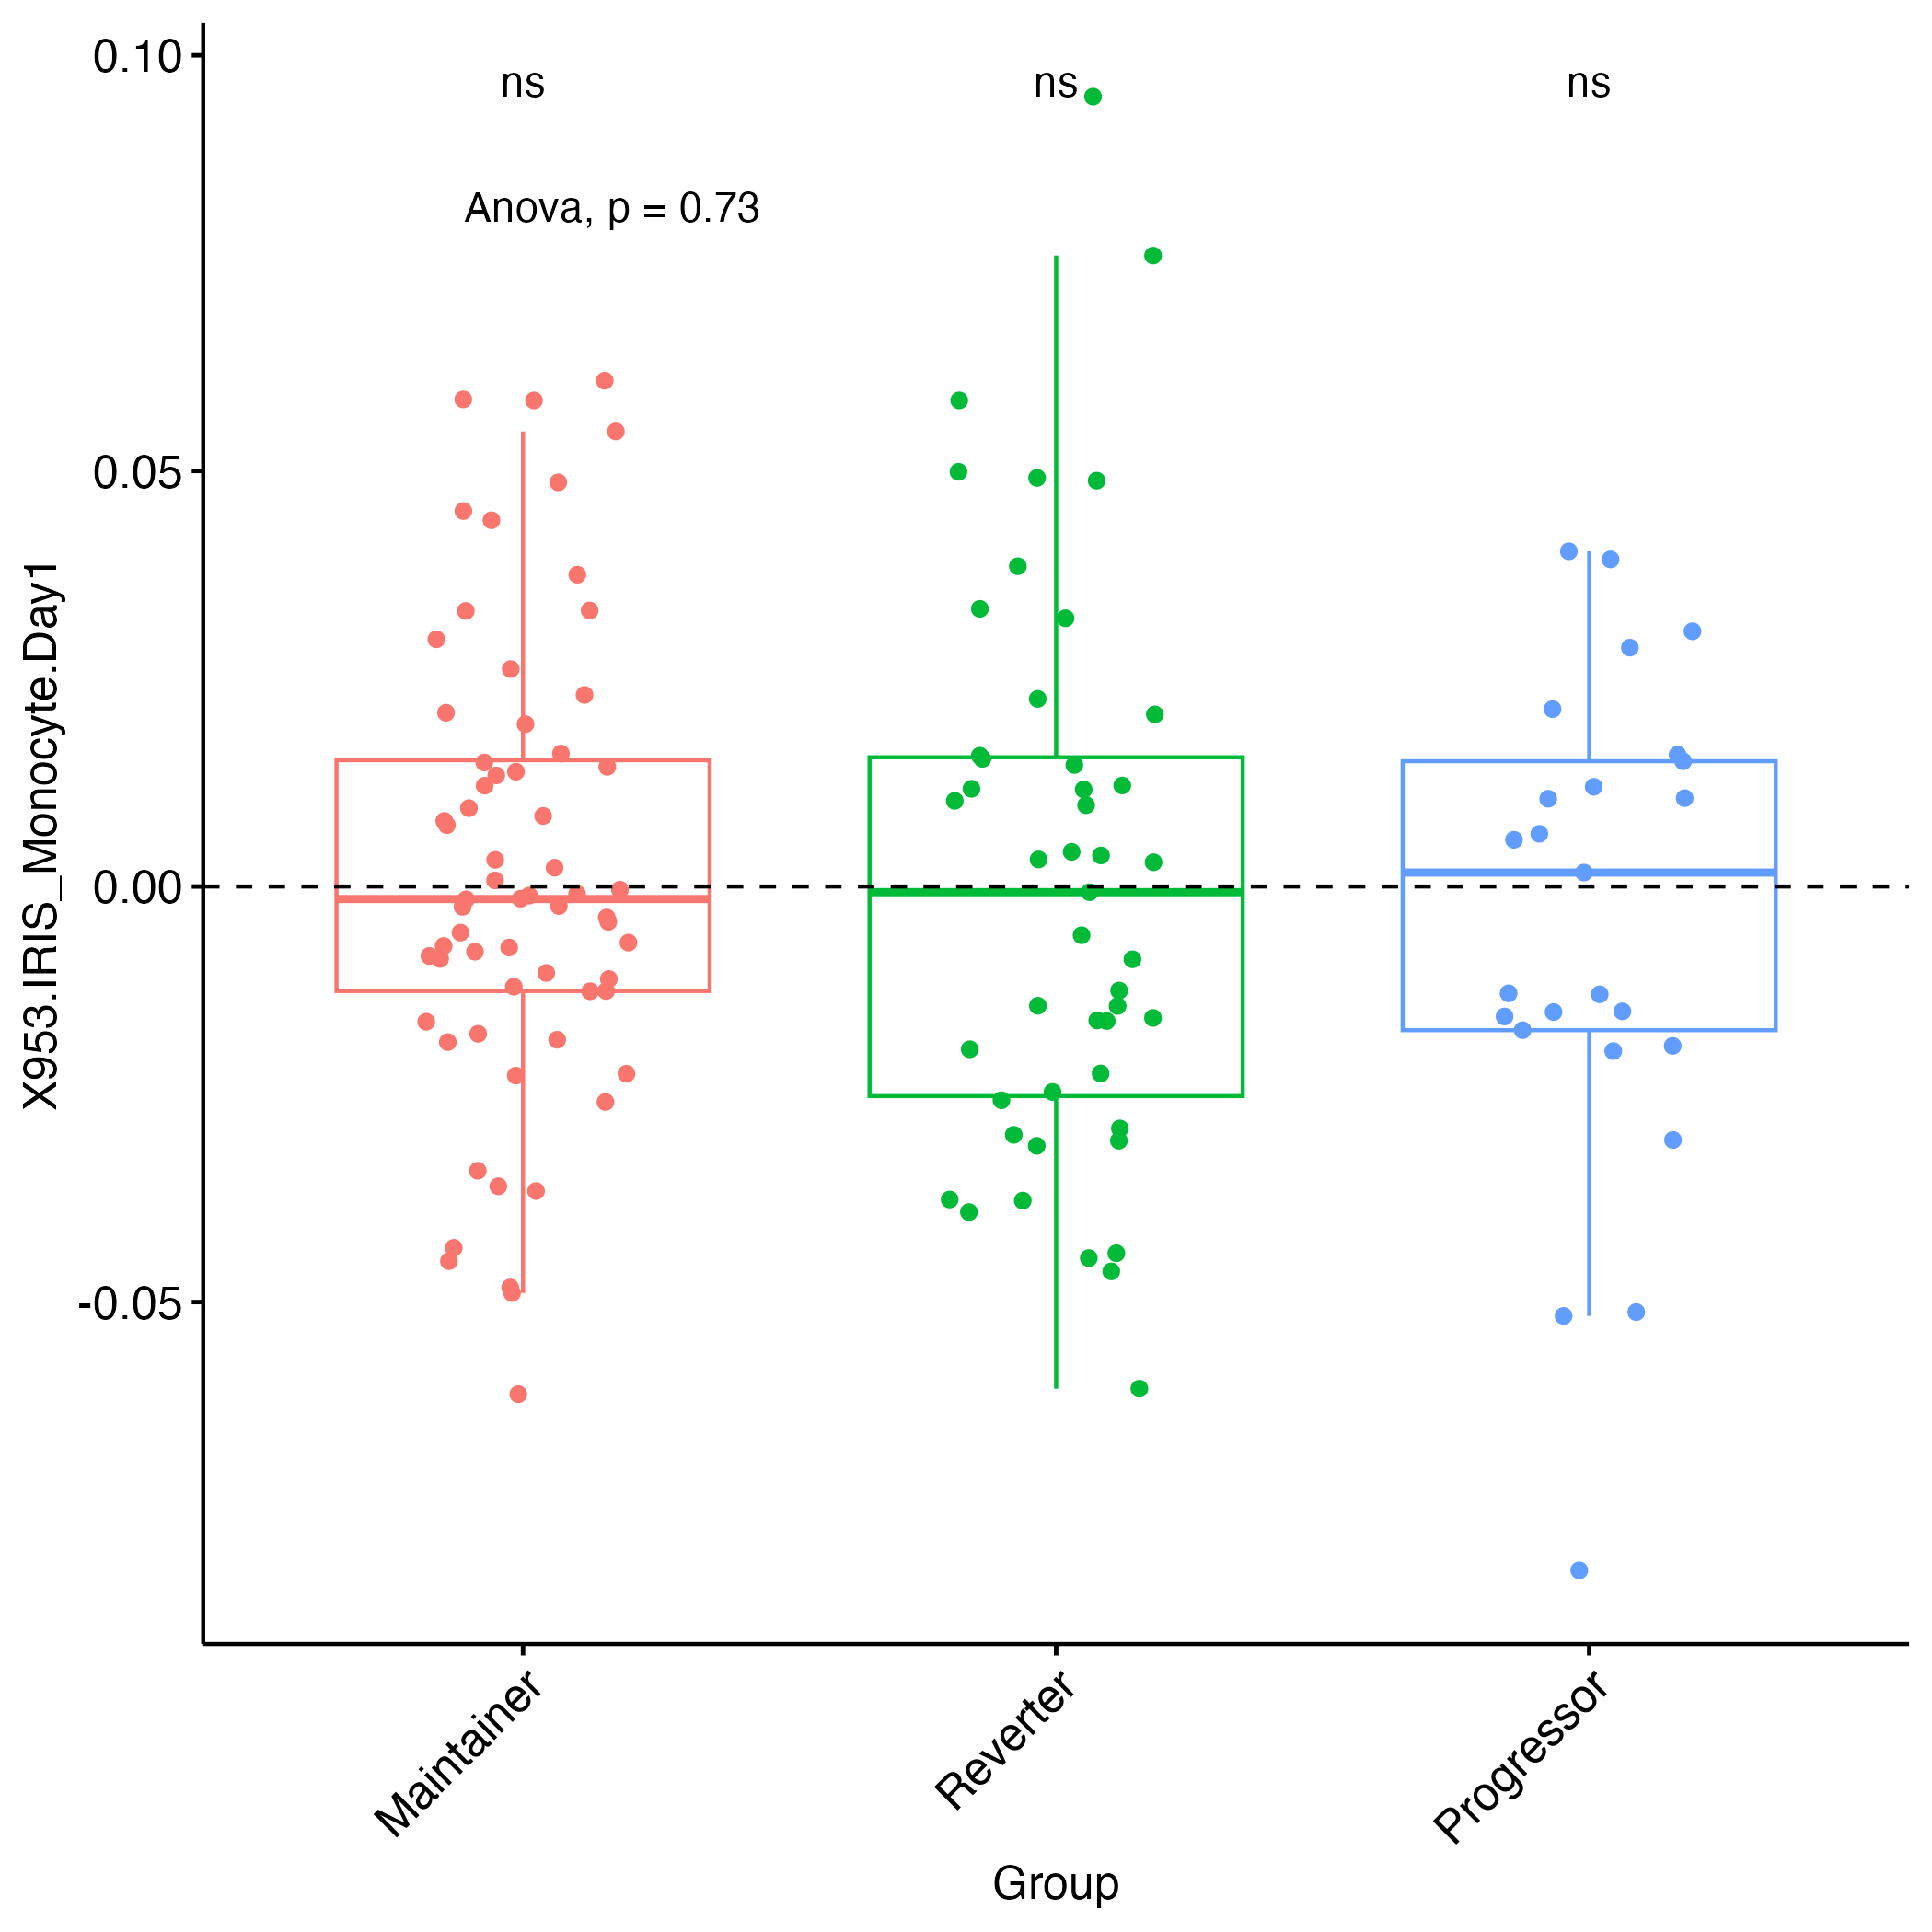 0.10
0.05
0.00
-0.05
X953.IRIS_Monocyte.Day1
ns
ns
ns
Anova, p = 0.73
Maintainer
Reverter
Progressor
Group